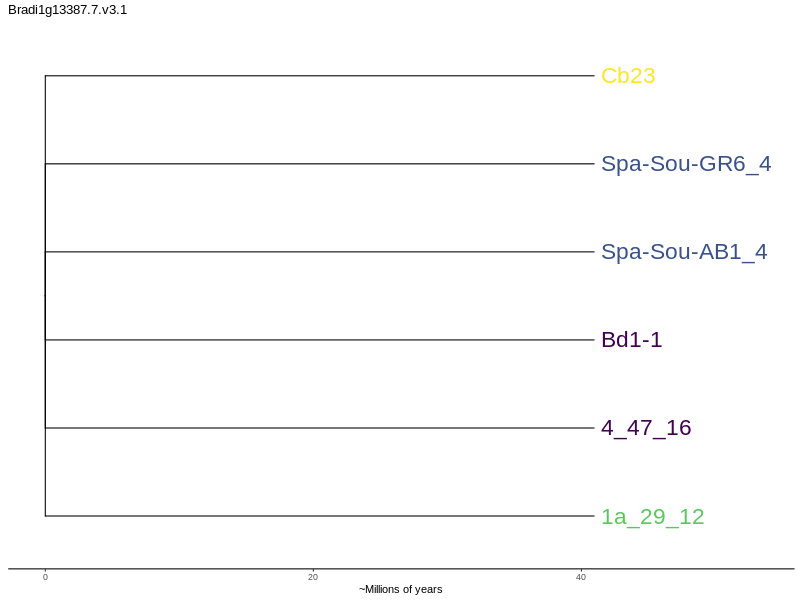 Bradi1g13387.7.v3.1
Cb23
Spa-Sou-GR6_4
Spa-Sou-AB1_4
Bd1-1
4_47_16
1a_29_12
0 20 40
~Millions of years